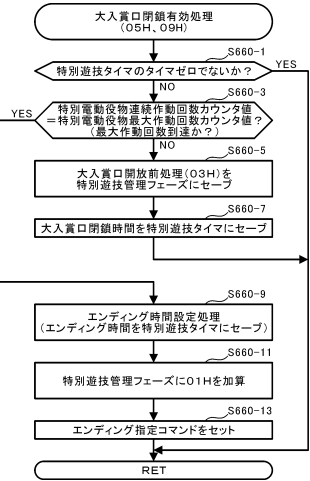 大入賞口閉鎖有効処理
(05H、09H)
S660-1
特別遊技タイマのタイマゼロでないか?
YES
NO
S660-3
YES
特別電動役物連続作動回数カウンタ値
=特別電動役物最大作動回数カウンタ値?
(最大作動回数到達か?)
NO
S660-5
大入賞口開放前処理(03H)を
特別遊技管理フェーズにセーブ
S660-7
大入賞口閉鎖時間を特別遊技タイマにセーブ
S660-9
エンディング時間設定処理
(エンディング時間を特別遊技タイマにセーブ)
S660-11
特別遊技管理フェーズに01Hを加算
S660-13
エンディング指定コマンドをセット
RET